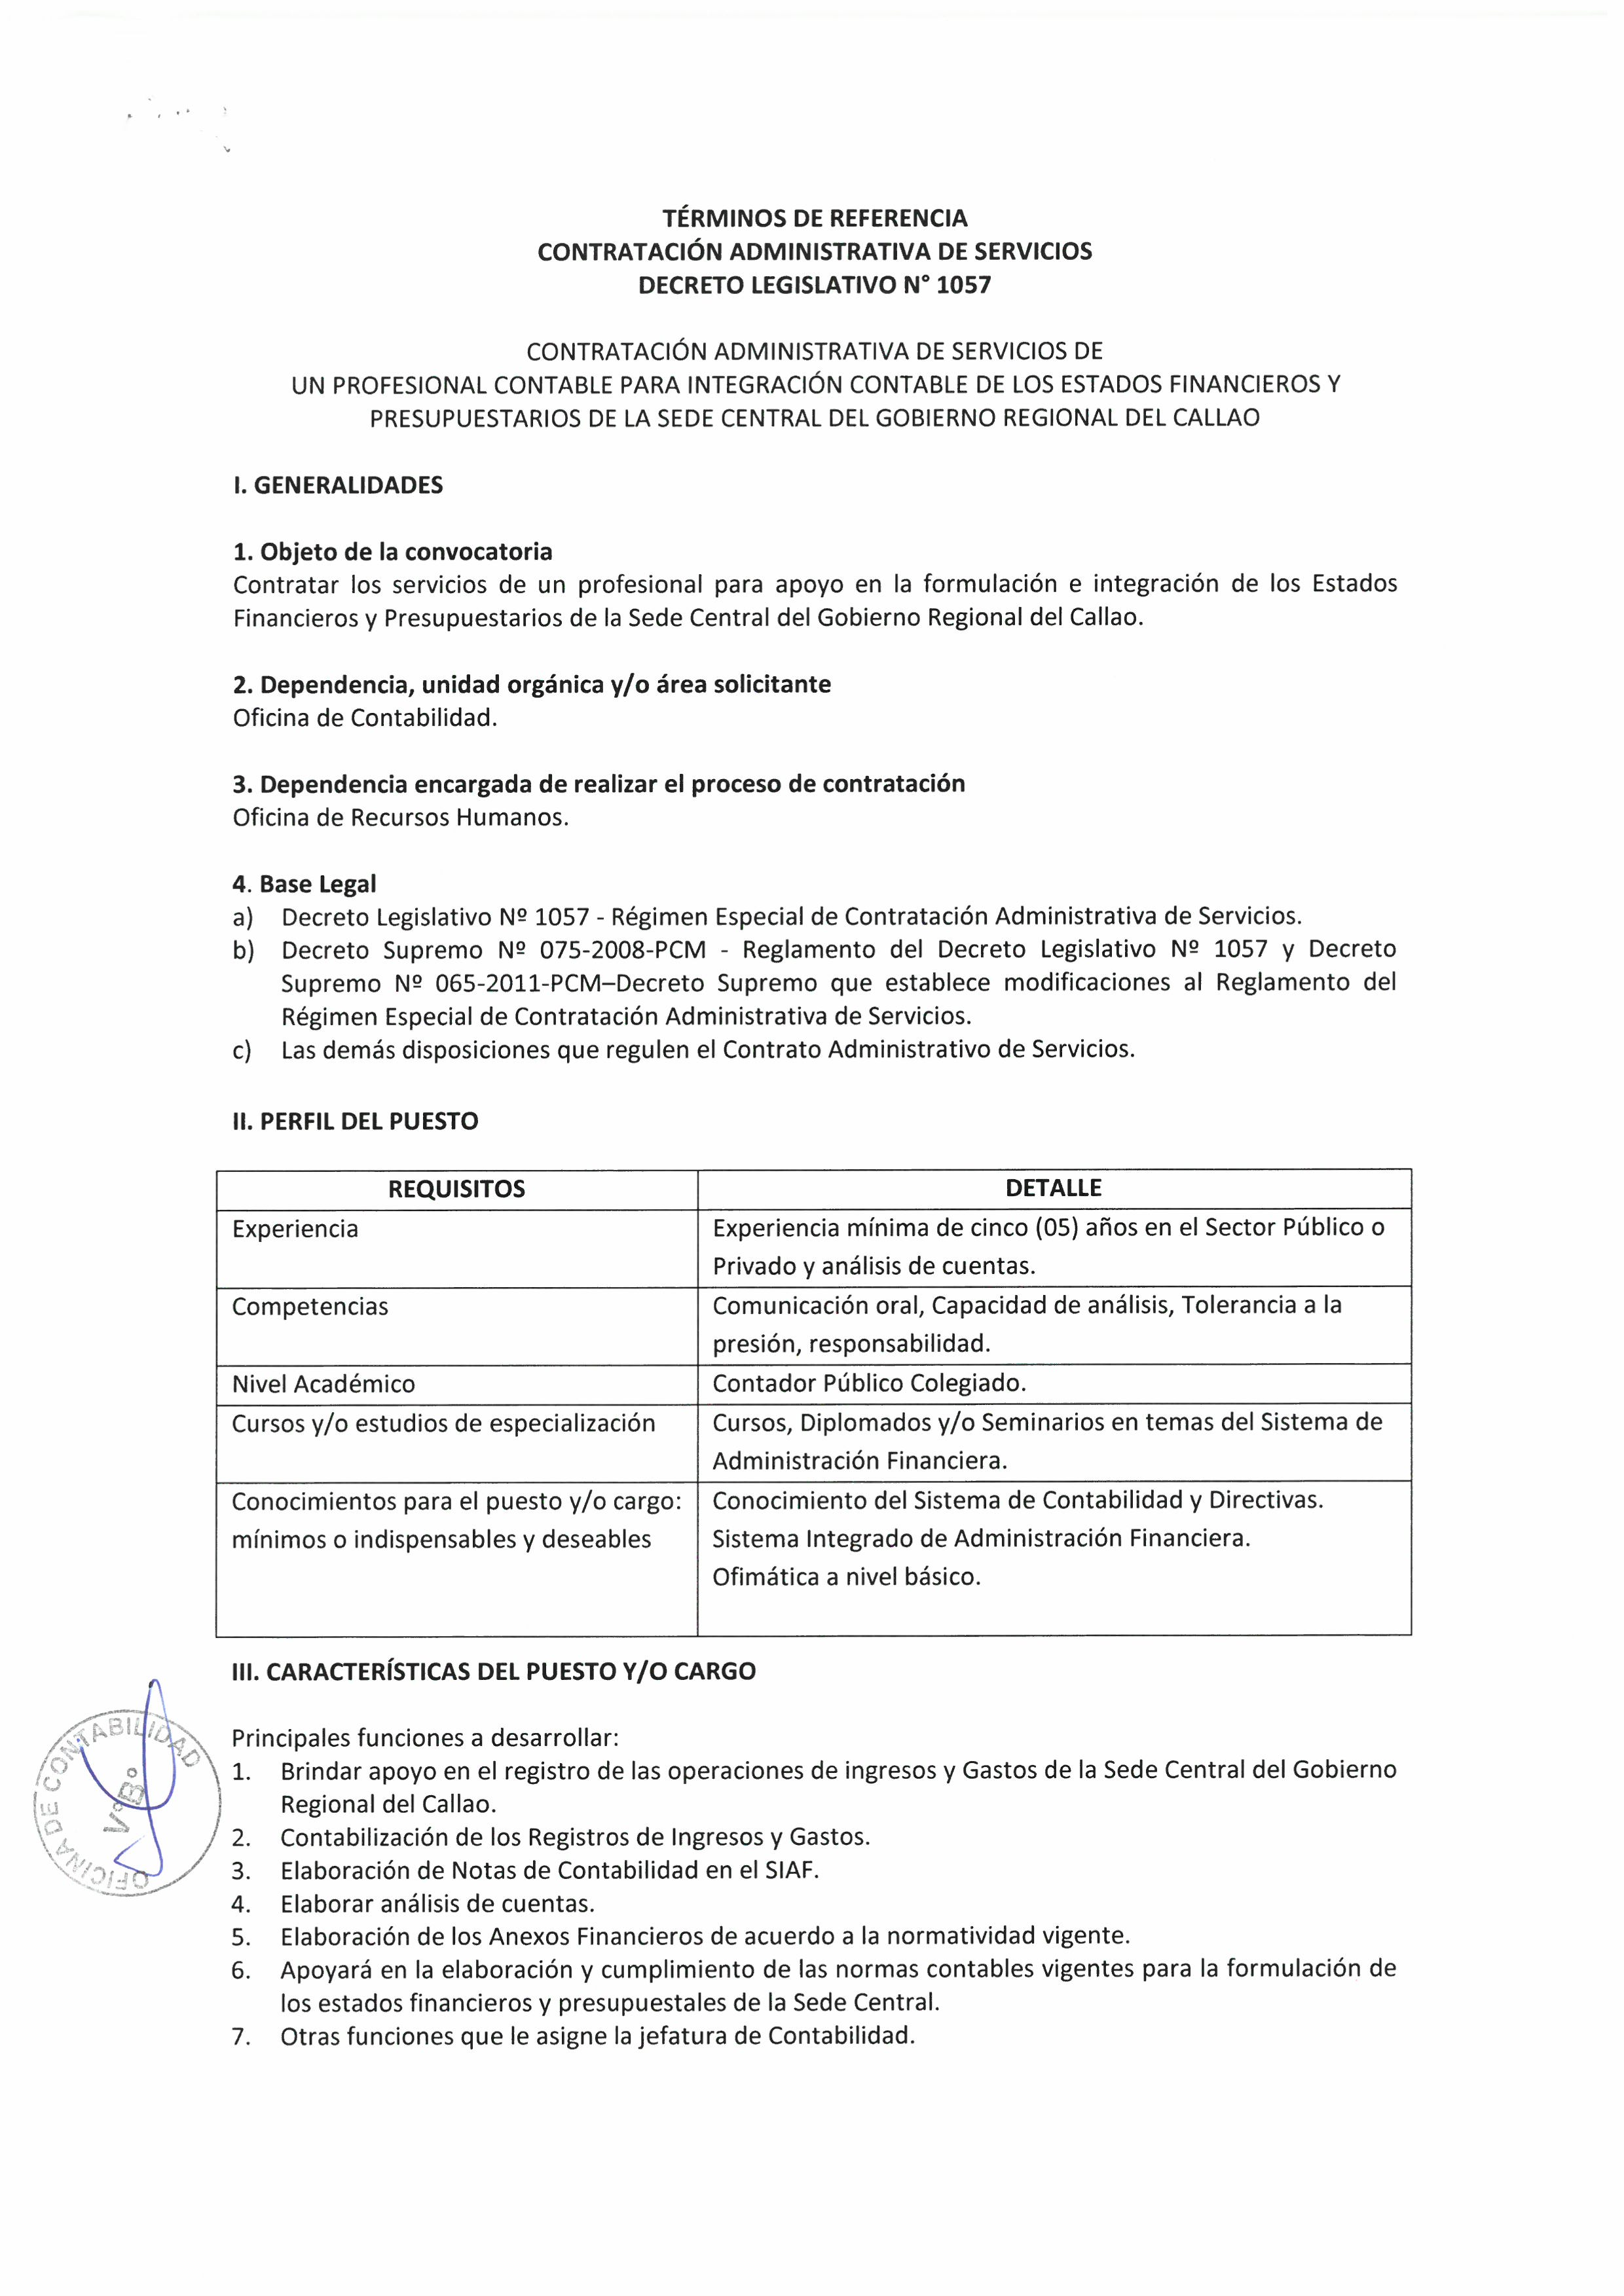 TÉRMINOS DE REFERENCIA
CONTRATACIÓN ADMINISTRATIVA DE SERVICIOS
DECRETO LEGISLATIVO N° 1057
CONTRATACIÓN ADMINISTRATIVA DE SERVICIOS DE
UN PROFESIONAL CONTABLE PARA INTEGRACIÓN CONTABLE DE LOS ESTADOS FINANCIEROS Y
PRESUPUESTARIOS DE LA SEDE CENTRAL DEL GOBIERNO REGIONAL DEL CALLAO
I. GENERALIDADES
1. Objeto de la convocatoria
Contratar los servicios de un profesional para apoyo en la formulación e integración de los Estados
Financieros y Presupuestarios de la Sede Central del Gobierno Regional del Callao.
2. Dependencia, unidad orgánica y/o área solicitante
Oficina de Contabilidad.
3. Dependencia encargada de realizar el proceso de contratación
Oficina de Recursos Humanos.
4. Base Legal
a) Decreto Legislativo Nº 1057 - Régimen Especial de Contratación Administrativa de Servicios.
b) Decreto Supremo Nº 075-2008-PCM - Reglamento del Decreto Legislativo Nº 1057 y Decreto
Supremo Nº 065-2011-PCM–Decreto Supremo que establece modificaciones al Reglamento del
Régimen Especial de Contratación Administrativa de Servicios.
c) Las demás disposiciones que regulen el Contrato Administrativo de Servicios.
II. PERFIL DEL PUESTO
REQUISITOS DETALLE
Experiencia Experiencia mínima de cinco (05) años en el Sector Público o
Privado y análisis de cuentas.
Competencias Comunicación oral, Capacidad de análisis, Tolerancia a la
presión, responsabilidad.
Nivel Académico Contador Público Colegiado.
Cursos y/o estudios de especialización Cursos, Diplomados y/o Seminarios en temas del Sistema de
Administración Financiera.
Conocimientos para el puesto y/o cargo: Conocimiento del Sistema de Contabilidad y Directivas.
mínimos o indispensables y deseables Sistema Integrado de Administración Financiera.
Ofimática a nivel básico.
III. CARACTERÍSTICAS DEL PUESTO Y/O CARGO
Principales funciones a desarrollar:
1. Brindar apoyo en el registro de las operaciones de ingresos y Gastos de la Sede Central del Gobierno
Regional del Callao.
2. Contabilización de los Registros de Ingresos y Gastos.
3. Elaboración de Notas de Contabilidad en el SIAF.
4. Elaborar análisis de cuentas.
5. Elaboración de los Anexos Financieros de acuerdo a la normatividad vigente.
6. Apoyará en la elaboración y cumplimiento de las normas contables vigentes para la formulación de
los estados financieros y presupuestales de la Sede Central.
7. Otras funciones que le asigne la jefatura de Contabilidad.
OFICINA DE CONTABILIDAD
V°B°